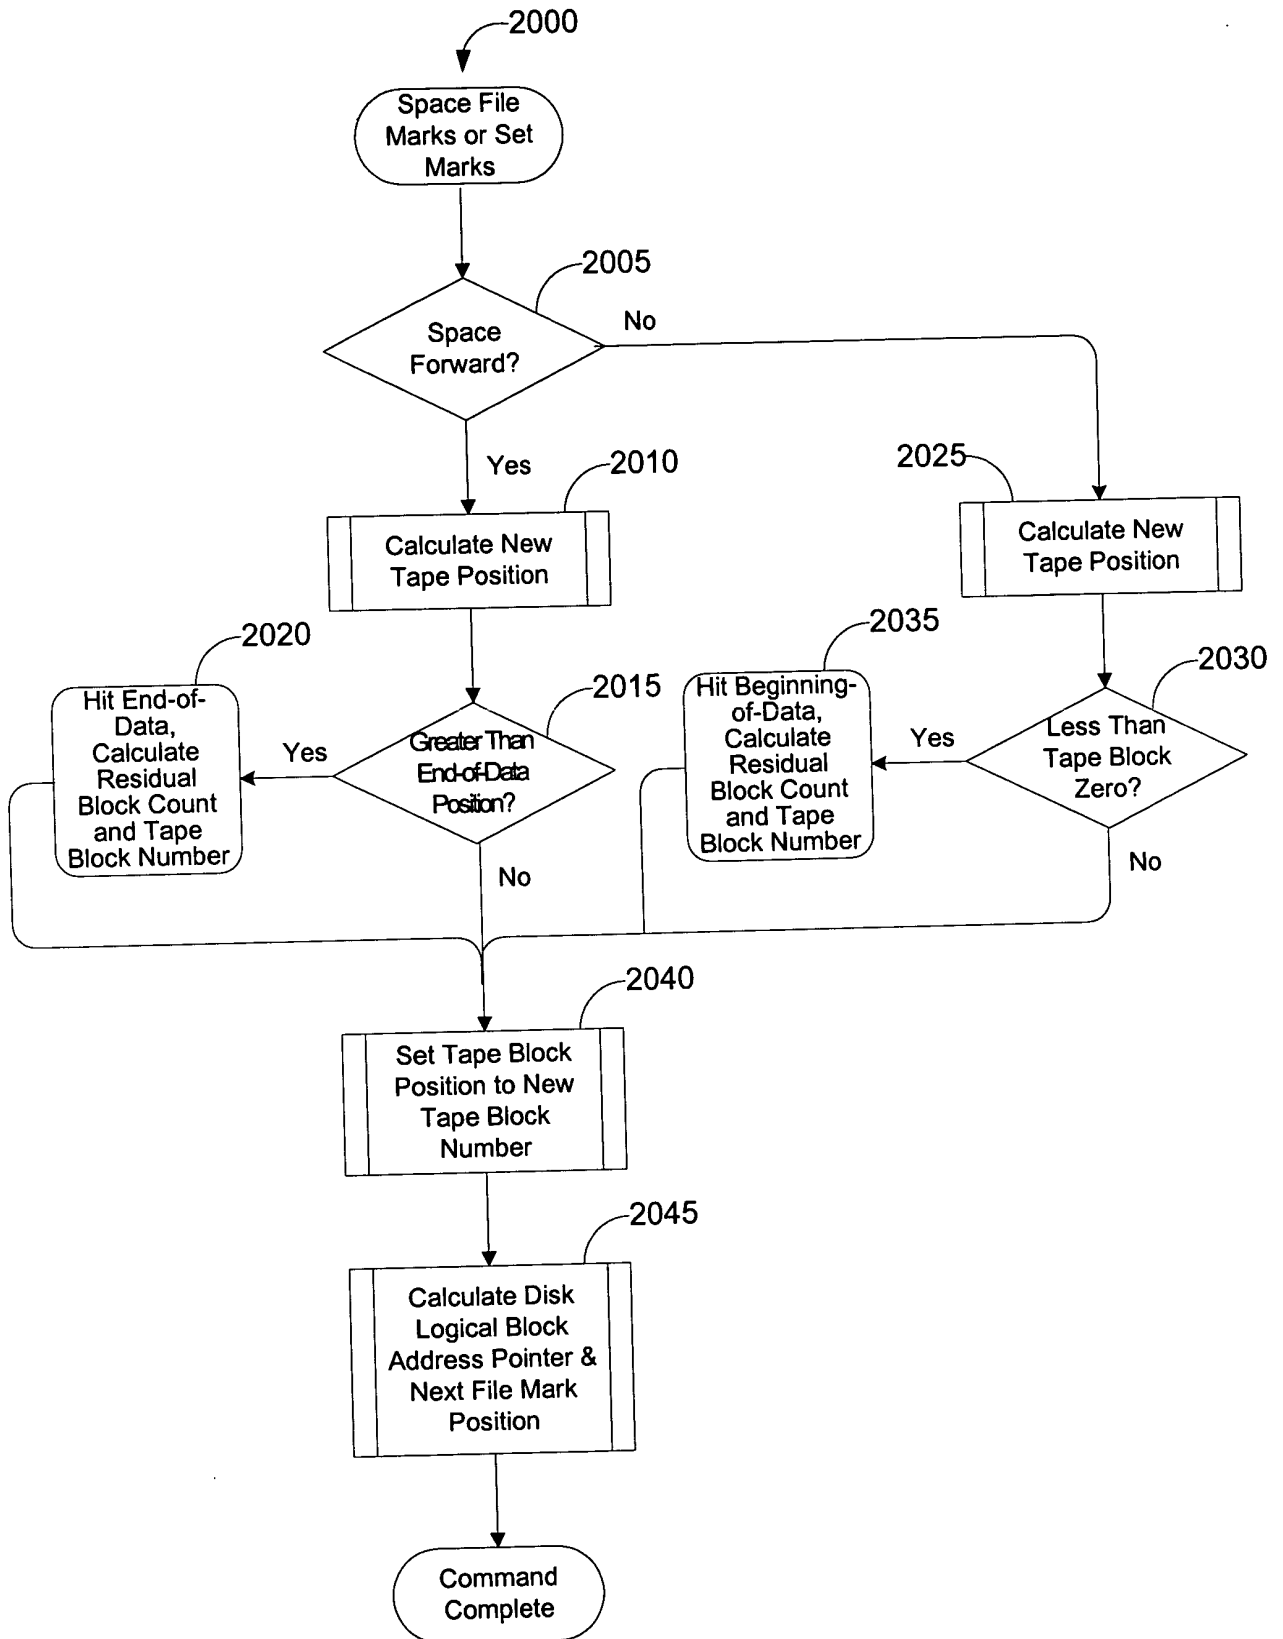 2000
Space File
Marks or Set
Marks
2005
Space
Forward?
No
Yes
2010
Calculate New
Tape Position
2025
Calculate New
Tape Position
2020
Hit End-of-
Data,
Calculate
Residual
Block Count
and Tape
Block Number
Yes
2015
Greater Than
End-of-Data
Position?
No
2035
Hit Beginning-
of-Data,
Calculate
Residual
Block Count
and Tape
Block Number
Yes
2030
Less Than
Tape Block
Zero?
No
2040
Set Tape Block
Position to New
Tape Block
Number
2045
Calculate Disk
Logical Block
Address Pointer &
Next File Mark
Position
Command
Complete